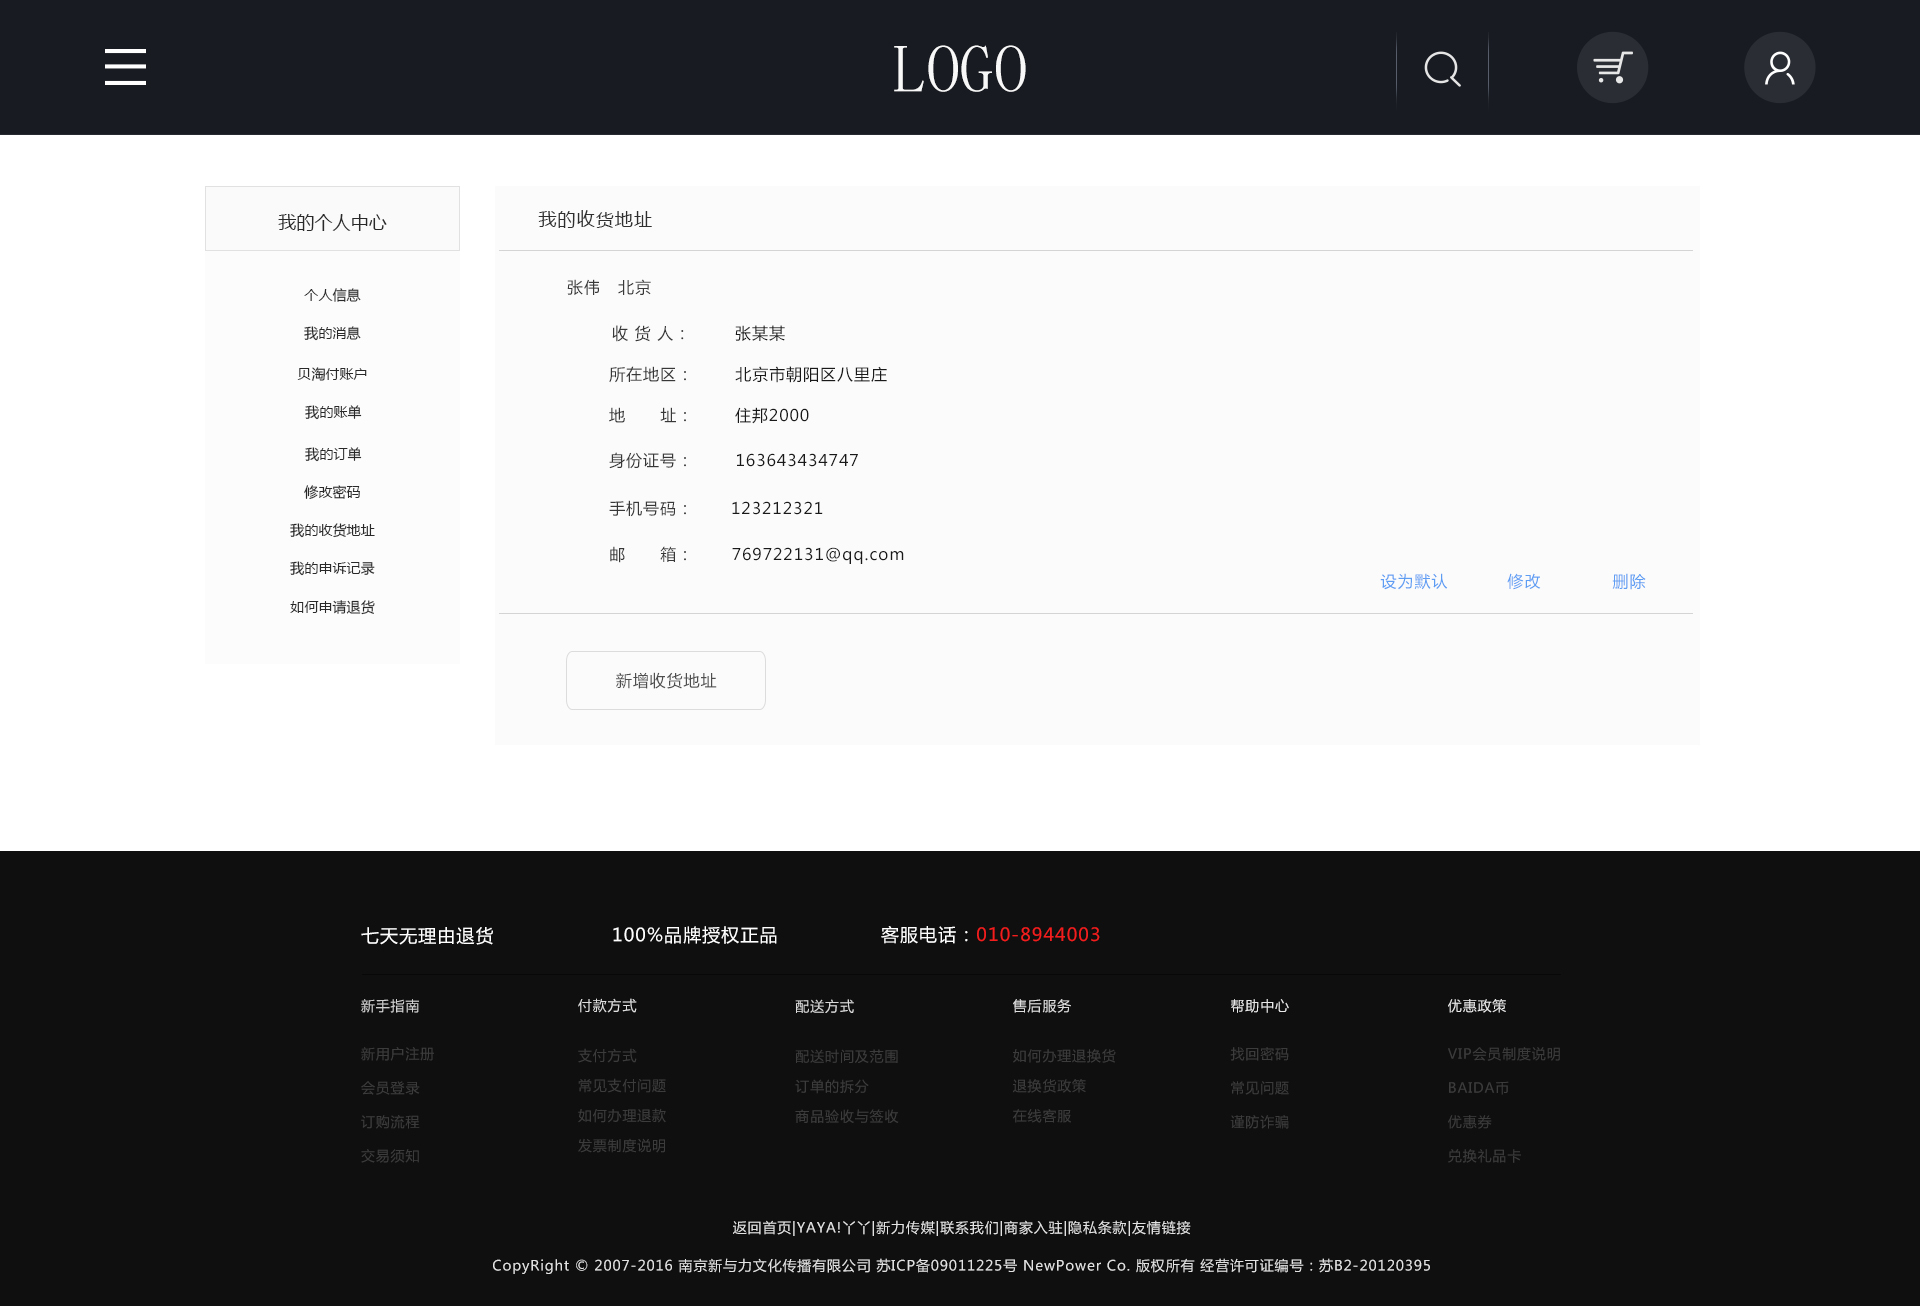 LOGO
我的个人中心
个人信息
我的消息
贝淘付账户
我的账单
我的订单
修改密码
我的收货地址
我的申诉记录
如何申请退货
我的收货地址
张伟 北京
收 货 人： 张某某
所在地区： 北京市朝阳区八里庄
地 址： 住邦2000
身份证号： 163643434747
手机号码： 123212321
邮 箱： 769722131@qq.com
设为默认 修改 删除
新增收货地址
七天无理由退货 100%品牌授权正品 客服电话：010-8944003
新手指南
新用户注册
会员登录
订购流程
交易须知
付款方式
支付方式
常见支付问题
如何办理退款
发票制度说明
配送方式
配送时间及范围
订单的拆分
商品验收与签收
售后服务
如何办理退换货
退换货政策
在线客服
帮助中心
找回密码
常见问题
谨防诈骗
优惠政策
VIP会员制度说明
BAIDA币
优惠券
兑换礼品卡
返回首页|YAYA!丫丫|新力传媒|联系我们|商家入驻|隐私条款|友情链接
CopyRight © 2007-2016 南京新与力文化传播有限公司 苏ICP备09011225号 NewPower Co. 版权所有 经营许可证编号：苏B2-20120395